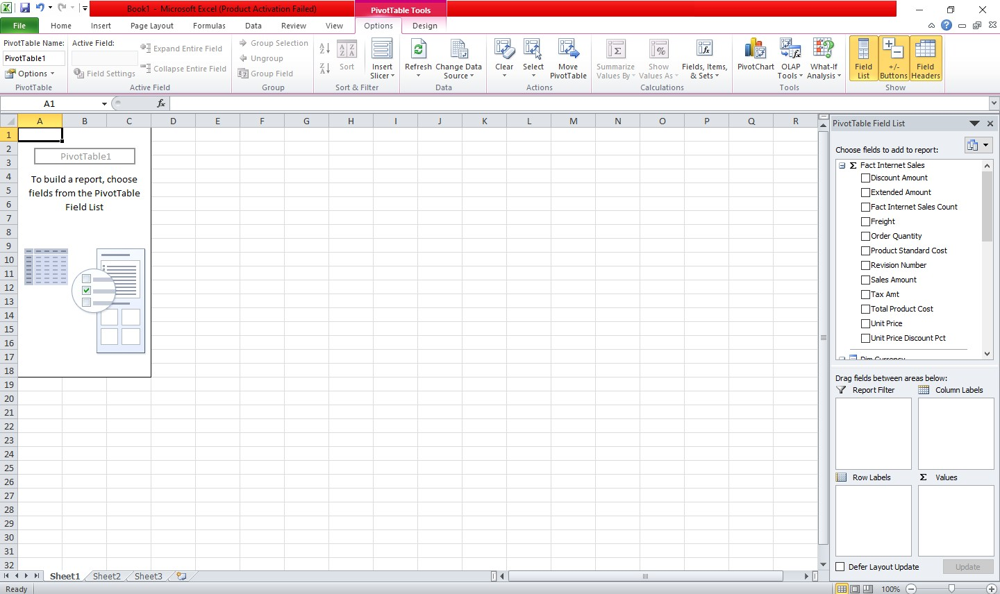 Book1 - Microsoft Excel (Product Activation Failed)
PivotTable Tools
File Home Insert Page Layout Formulas Data Review View Options Design
PivotTable Name:
PivotTable1
Options
PivotTable
Active Field:
Field Settings
Expand Entire Field
Collapse Entire Field
Active Field
Group Selection
Ungroup
Group Field
Group
Sort
Insert Slicer
Sort & Filter
Refresh
Change Data Source
Data
Clear
Select
Move PivotTable
Actions
Summarize Values By
Show Values As
Fields, Items, & Sets
Calculations
PivotChart
OLAP Tools
What-If Analysis
Tools
Field List
+/- Buttons
Field Headers
Show
A1
fx
A B C D E F G H I J K L M N O P Q R
1
2
3
4
5
6
7
8
9
10
11
12
13
14
15
16
17
18
19
20
21
22
23
24
25
26
27
28
29
30
31
32
PivotTable1
To build a report, choose
fields from the PivotTable
Field List
PivotTable Field List
Choose fields to add to report:
Σ Fact Internet Sales
Discount Amount
Extended Amount
Fact Internet Sales Count
Freight
Order Quantity
Product Standard Cost
Revision Number
Sales Amount
Tax Amt
Total Product Cost
Unit Price
Unit Price Discount Pct
Dim Currency
Drag fields between areas below:
Report Filter
Column Labels
Row Labels
Σ Values
Defer Layout Update
Update
Sheet1 Sheet2 Sheet3
Ready
100%